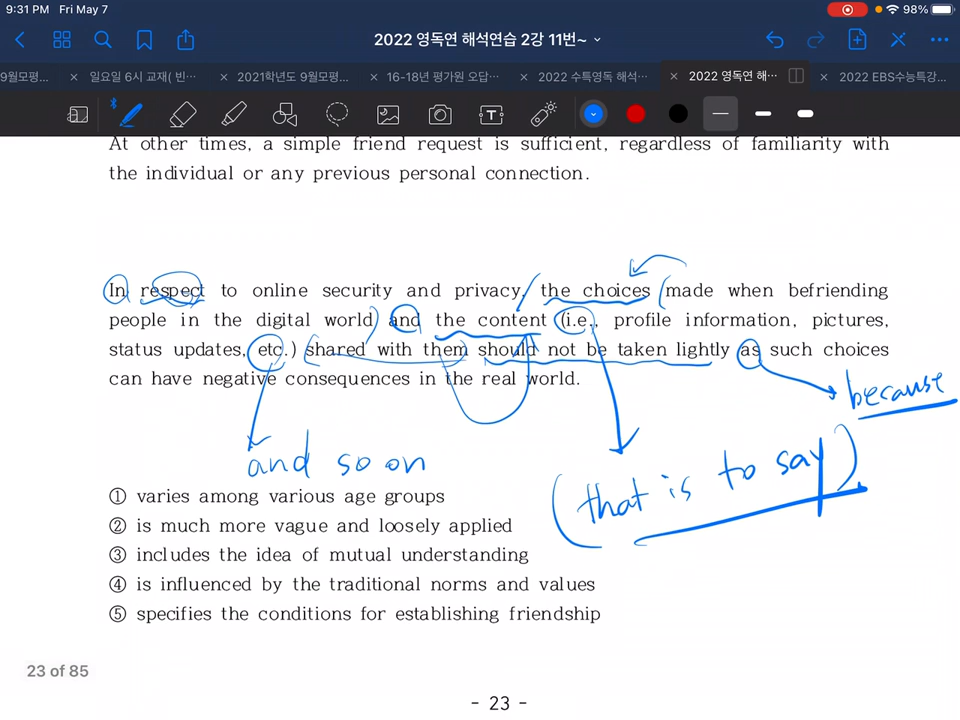 9:31 PM Fri May 7
98%
2022 영독연 해석연습 2강 11번~
9월모평...
일요일 6시 교재( 빈...
2021학년도 9월모평...
16-18년 평가원 오답...
2022 수특영독 해석...
2022 영독연 해...
2022 EBS수능특강...
At other times, a simple friend request is sufficient, regardless of familiarity with
the individual or any previous personal connection.
In respect to online security and privacy, the choices made when befriending
people in the digital world and the content (i.e., profile information, pictures,
status updates, etc.) shared with them should not be taken lightly as such choices
can have negative consequences in the real world.
because
and so on
(that is to say)
① varies among various age groups
② is much more vague and loosely applied
③ includes the idea of mutual understanding
④ is influenced by the traditional norms and values
⑤ specifies the conditions for establishing friendship
23 of 85
- 23 -